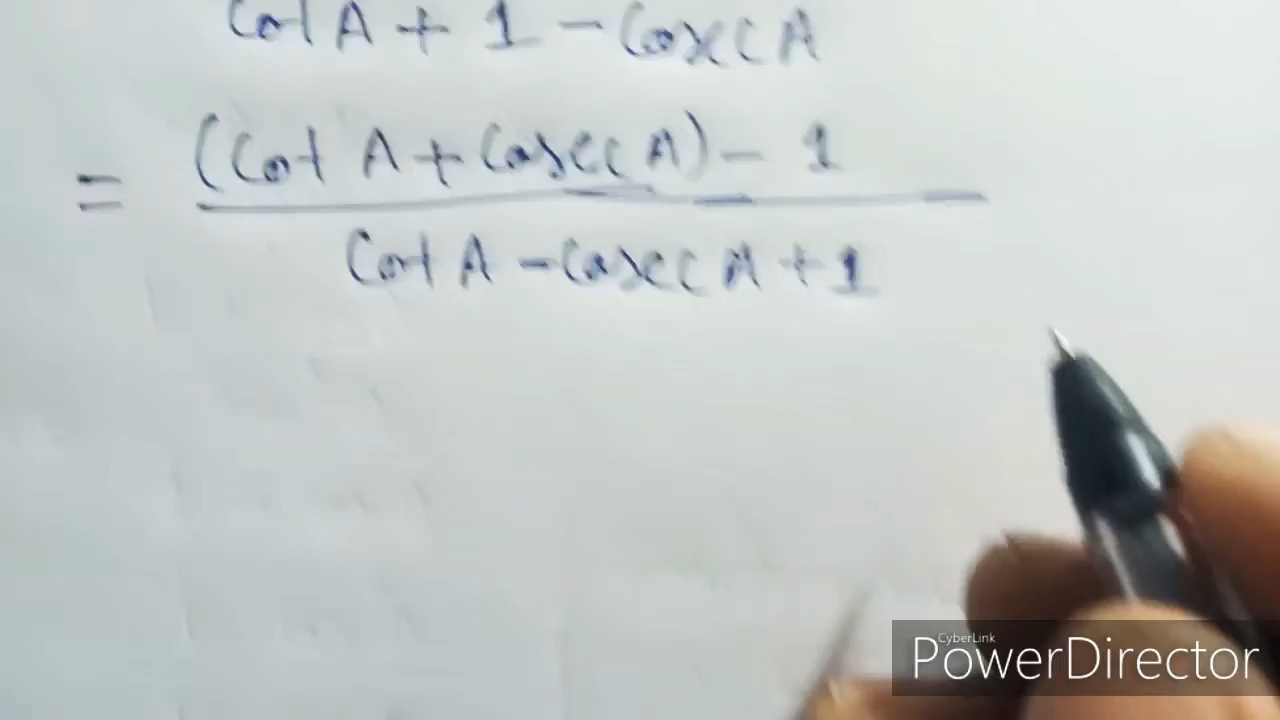 Cot A + 1 - Cosec A
= (Cot A + Cosec A) - 1
Cot A - Cosec A + 1
CyberLink
PowerDirector